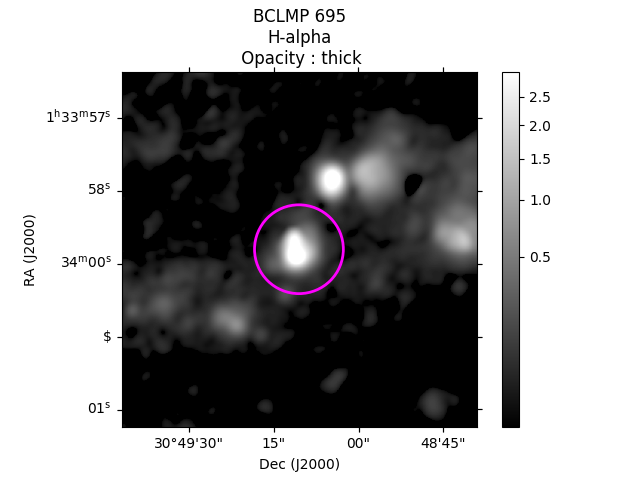 BCLMP 695
H-alpha
Opacity : thick
1ʰ33ᵐ57ˢ
58ˢ
34ᵐ00ˢ
$
01ˢ
RA (J2000)
30°49'30" 15" 00" 48'45"
Dec (J2000)
2.5
2.0
1.5
1.0
0.5